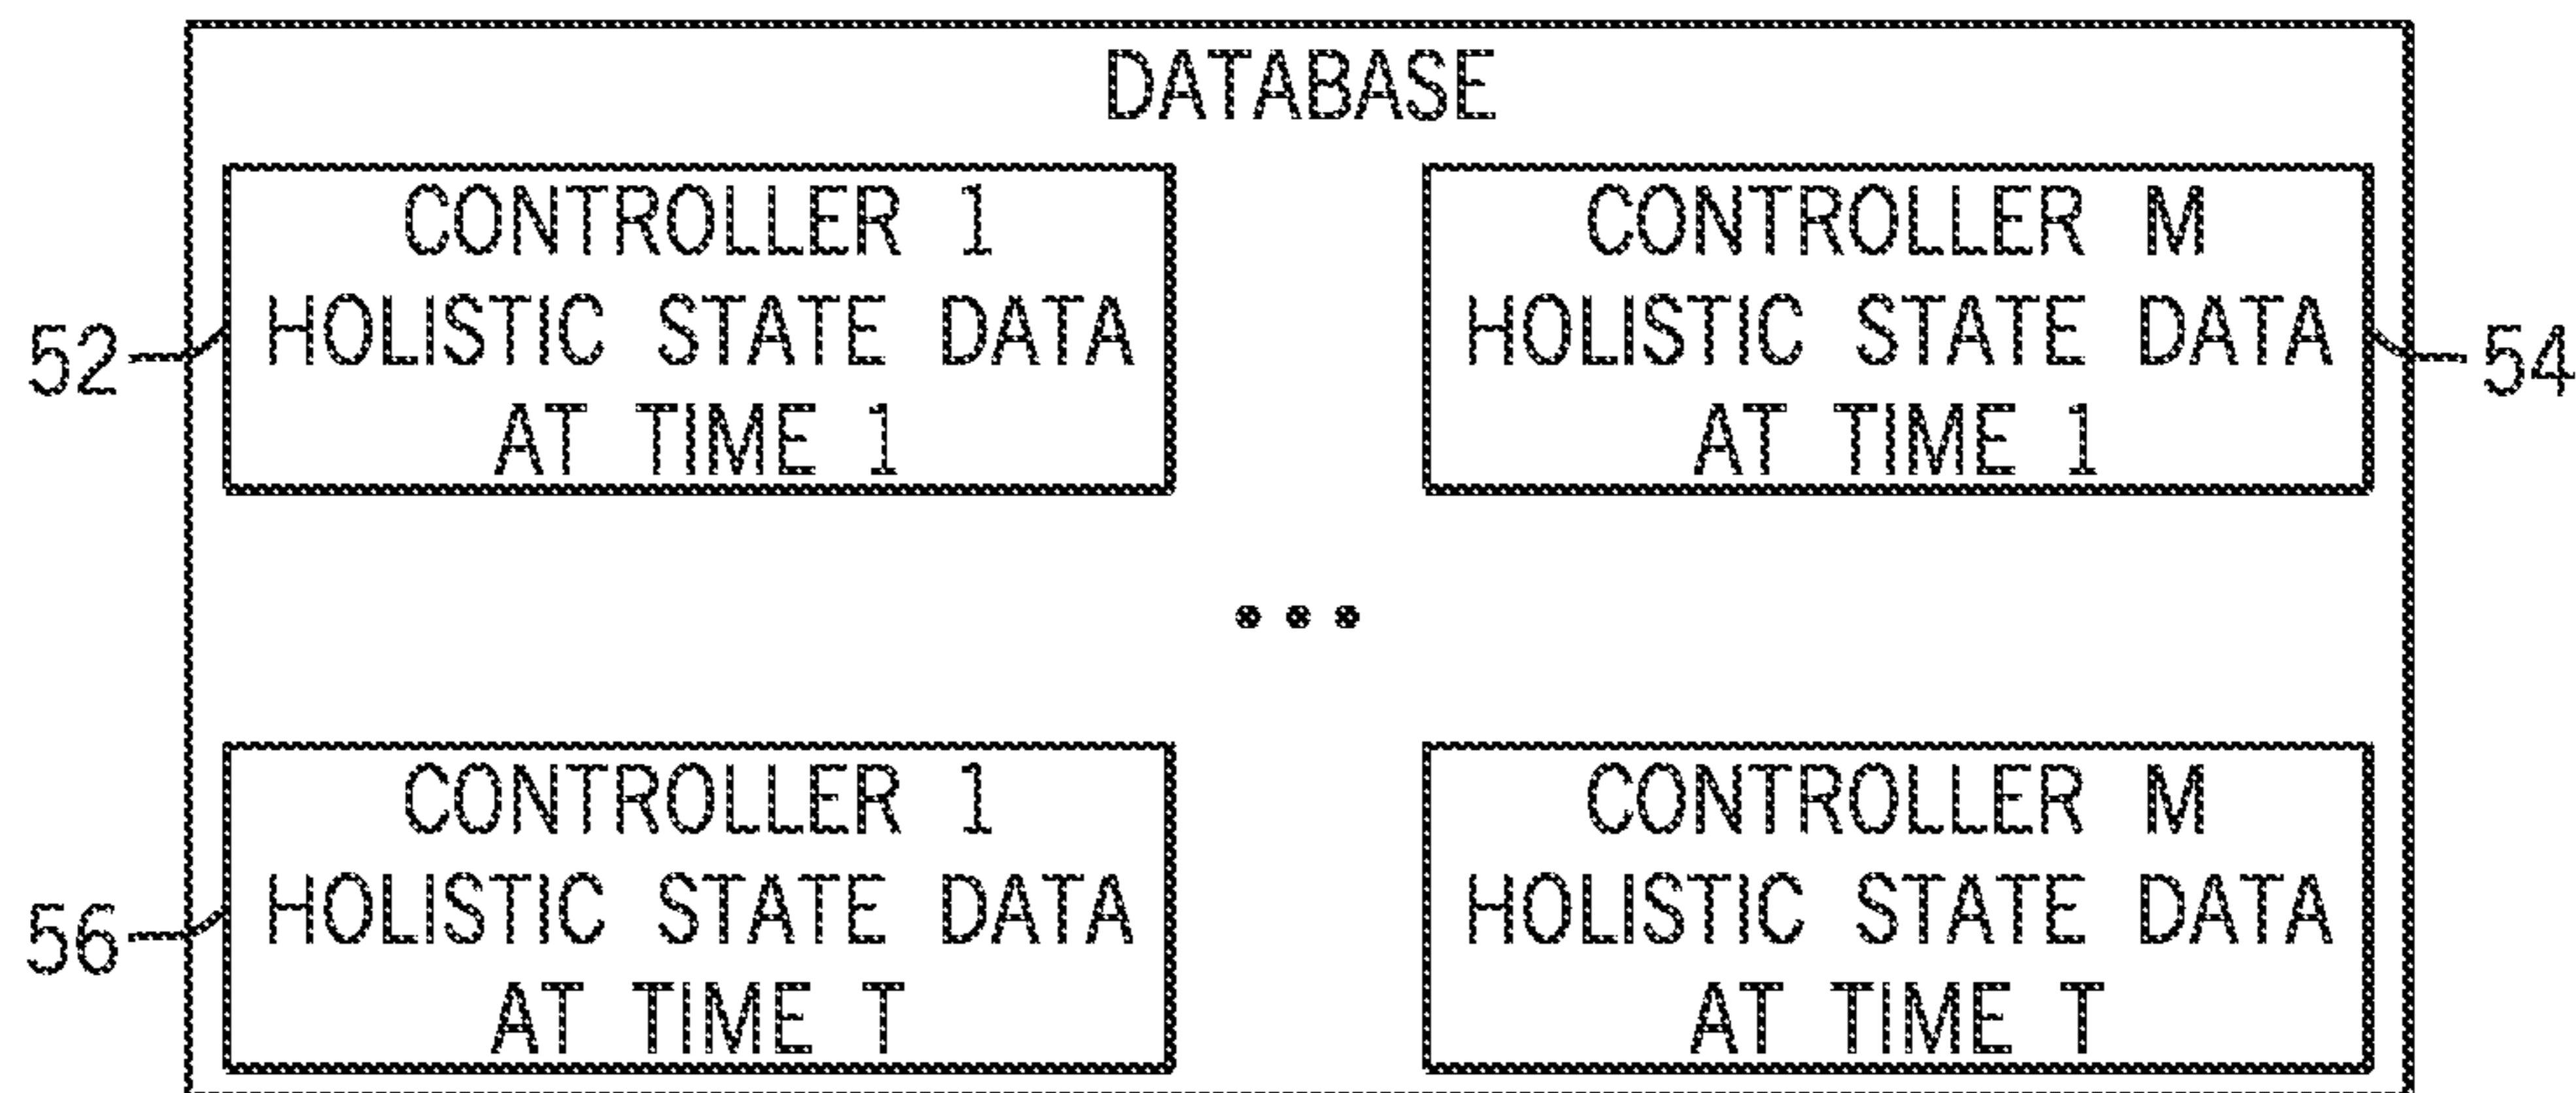 DATABASE
CONTROLLER 1
HOLISTIC STATE DATA
AT TIME 1
52
CONTROLLER M
HOLISTIC STATE DATA
AT TIME 1
54
CONTROLLER 1
HOLISTIC STATE DATA
AT TIME T
56
CONTROLLER M
HOLISTIC STATE DATA
AT TIME T